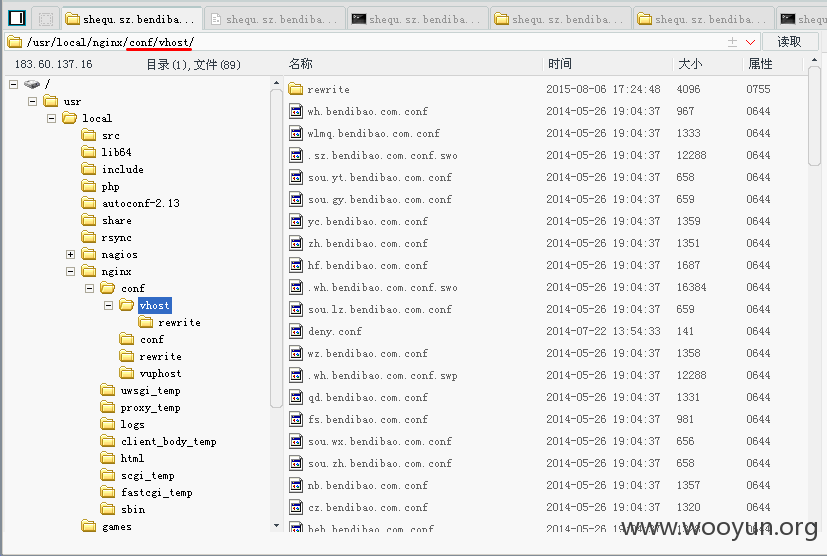 shequ.sz.bendiba... shequ.sz.bendiba... shequ.sz.bendiba... shequ.sz.bendiba... shequ.sz.bendiba... shequ
/usr/local/nginx/conf/vhost/ 读取
183.60.137.16 目录(1),文件(89) 名称 时间 大小 属性
/
usr
local
src
lib64
include
php
autoconf-2.13
share
rsync
nagios
nginx
conf
vhost
rewrite
conf
rewrite
vuphost
uwsgi_temp
proxy_temp
logs
client_body_temp
html
scgi_temp
fastcgi_temp
sbin
games
rewrite 2015-08-06 17:24:48 4096 0755
wh.bendibao.com.conf 2014-05-26 19:04:37 967 0644
wlmq.bendibao.com.conf 2014-05-26 19:04:37 1333 0644
.sz.bendibao.com.conf.swo 2014-05-26 19:04:37 12288 0644
sou.yt.bendibao.com.conf 2014-05-26 19:04:37 658 0644
sou.gy.bendibao.com.conf 2014-05-26 19:04:37 659 0644
yc.bendibao.com.conf 2014-05-26 19:04:37 1359 0644
zh.bendibao.com.conf 2014-05-26 19:04:37 1351 0644
hf.bendibao.com.conf 2014-05-26 19:04:37 1687 0644
.wh.bendibao.com.conf.swo 2014-05-26 19:04:37 16384 0644
sou.lz.bendibao.com.conf 2014-05-26 19:04:37 659 0644
deny.conf 2014-07-22 13:54:33 141 0644
wz.bendibao.com.conf 2014-05-26 19:04:37 1358 0644
.wh.bendibao.com.conf.swp 2014-05-26 19:04:37 12288 0644
qd.bendibao.com.conf 2014-05-26 19:04:37 1331 0644
fs.bendibao.com.conf 2014-05-26 19:04:37 981 0644
sou.wx.bendibao.com.conf 2014-05-26 19:04:37 656 0644
sou.zh.bendibao.com.conf 2014-05-26 19:04:37 658 0644
nb.bendibao.com.conf 2014-05-26 19:04:37 1357 0644
cz.bendibao.com.conf 2014-05-26 19:04:37 1320 0644
heb.bendibao.com.conf 2014-05-26 19:04:37
www.wooyun.org